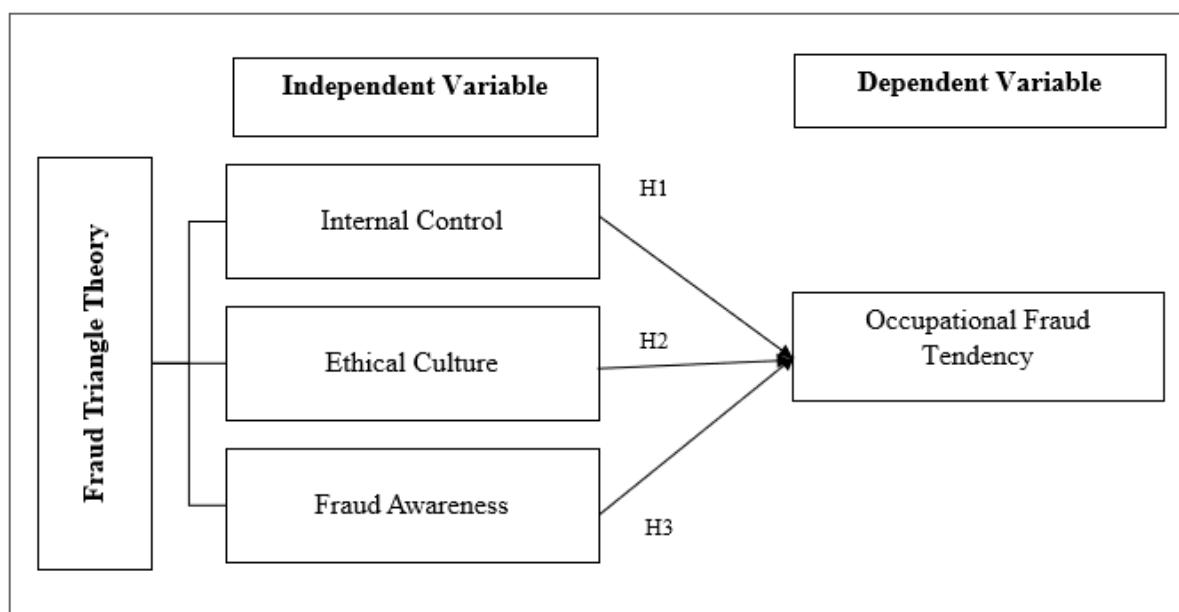 Independent Variable
Dependent Variable
Fraud Triangle Theory
Internal Control
H1
Ethical Culture
H2
Occupational Fraud
Tendency
Fraud Awareness
H3